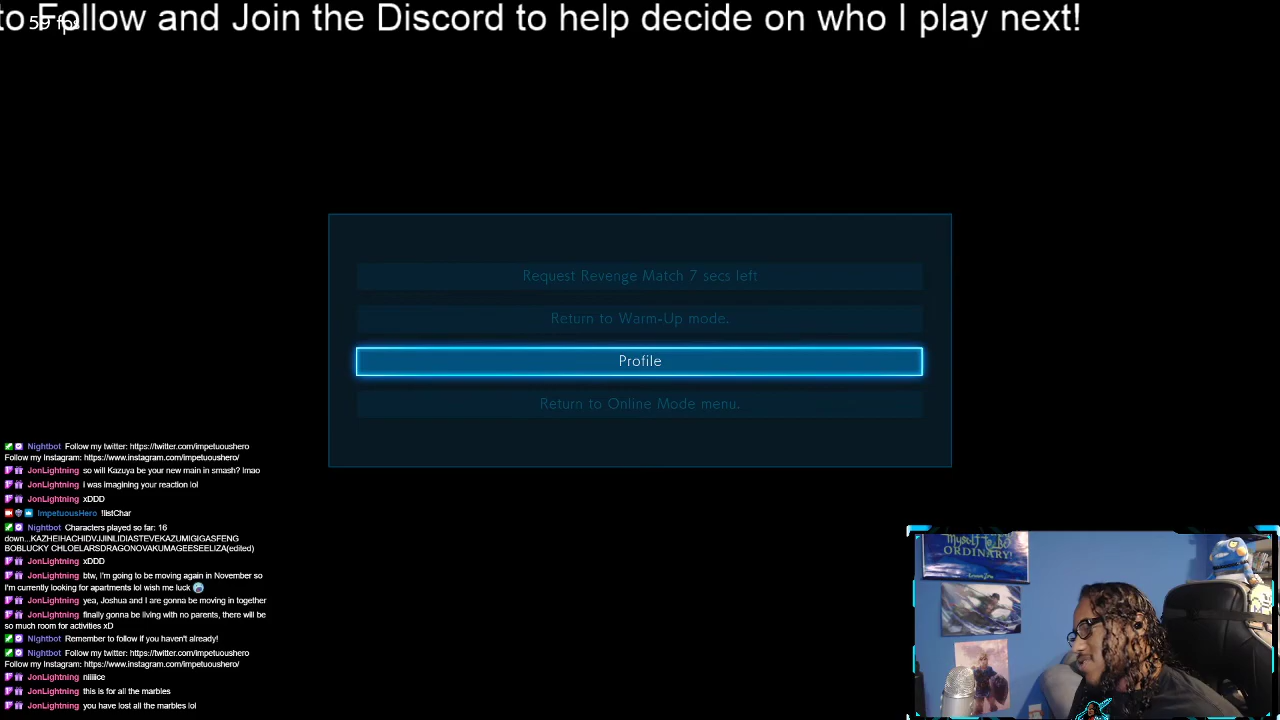 to Follow and Join the Discord to help decide on who I play next!
59 fps
Request Revenge Match 7 secs left
Return to Warm-Up mode.
Profile
Return to Online Mode menu.
Nightbot Follow my twitter: https://twitter.com/impetuoushero
Follow my Instagram: https://www.instagram.com/impetuoushero/
JonLightning so will Kazuya be your new main in smash? lmao
JonLightning I was imagining your reaction lol
JonLightning xDDD
ImpetuousHero !listChar
Nightbot Characters played so far: 16
down...KAZHEIHACHIDVJJINLIDIASTEVEKAZUMIGIGASFENG
BOBLUCKY CHLOELARSDRAGONOVAKUMAGEESEELIZA(edited)
JonLightning xDDD
JonLightning btw, I'm going to be moving again in November so
I'm currently looking for apartments lol wish me luck
JonLightning yea, Joshua and I are gonna be moving in together
JonLightning finally gonna be living with no parents, there will be
so much room for activities xD
Nightbot Remember to follow if you haven't already!
Nightbot Follow my twitter: https://twitter.com/impetuoushero
Follow my Instagram: https://www.instagram.com/impetuoushero/
JonLightning niiiiice
JonLightning this is for all the marbles
JonLightning you have lost all the marbles lol
Myself to be
ORDINARY!